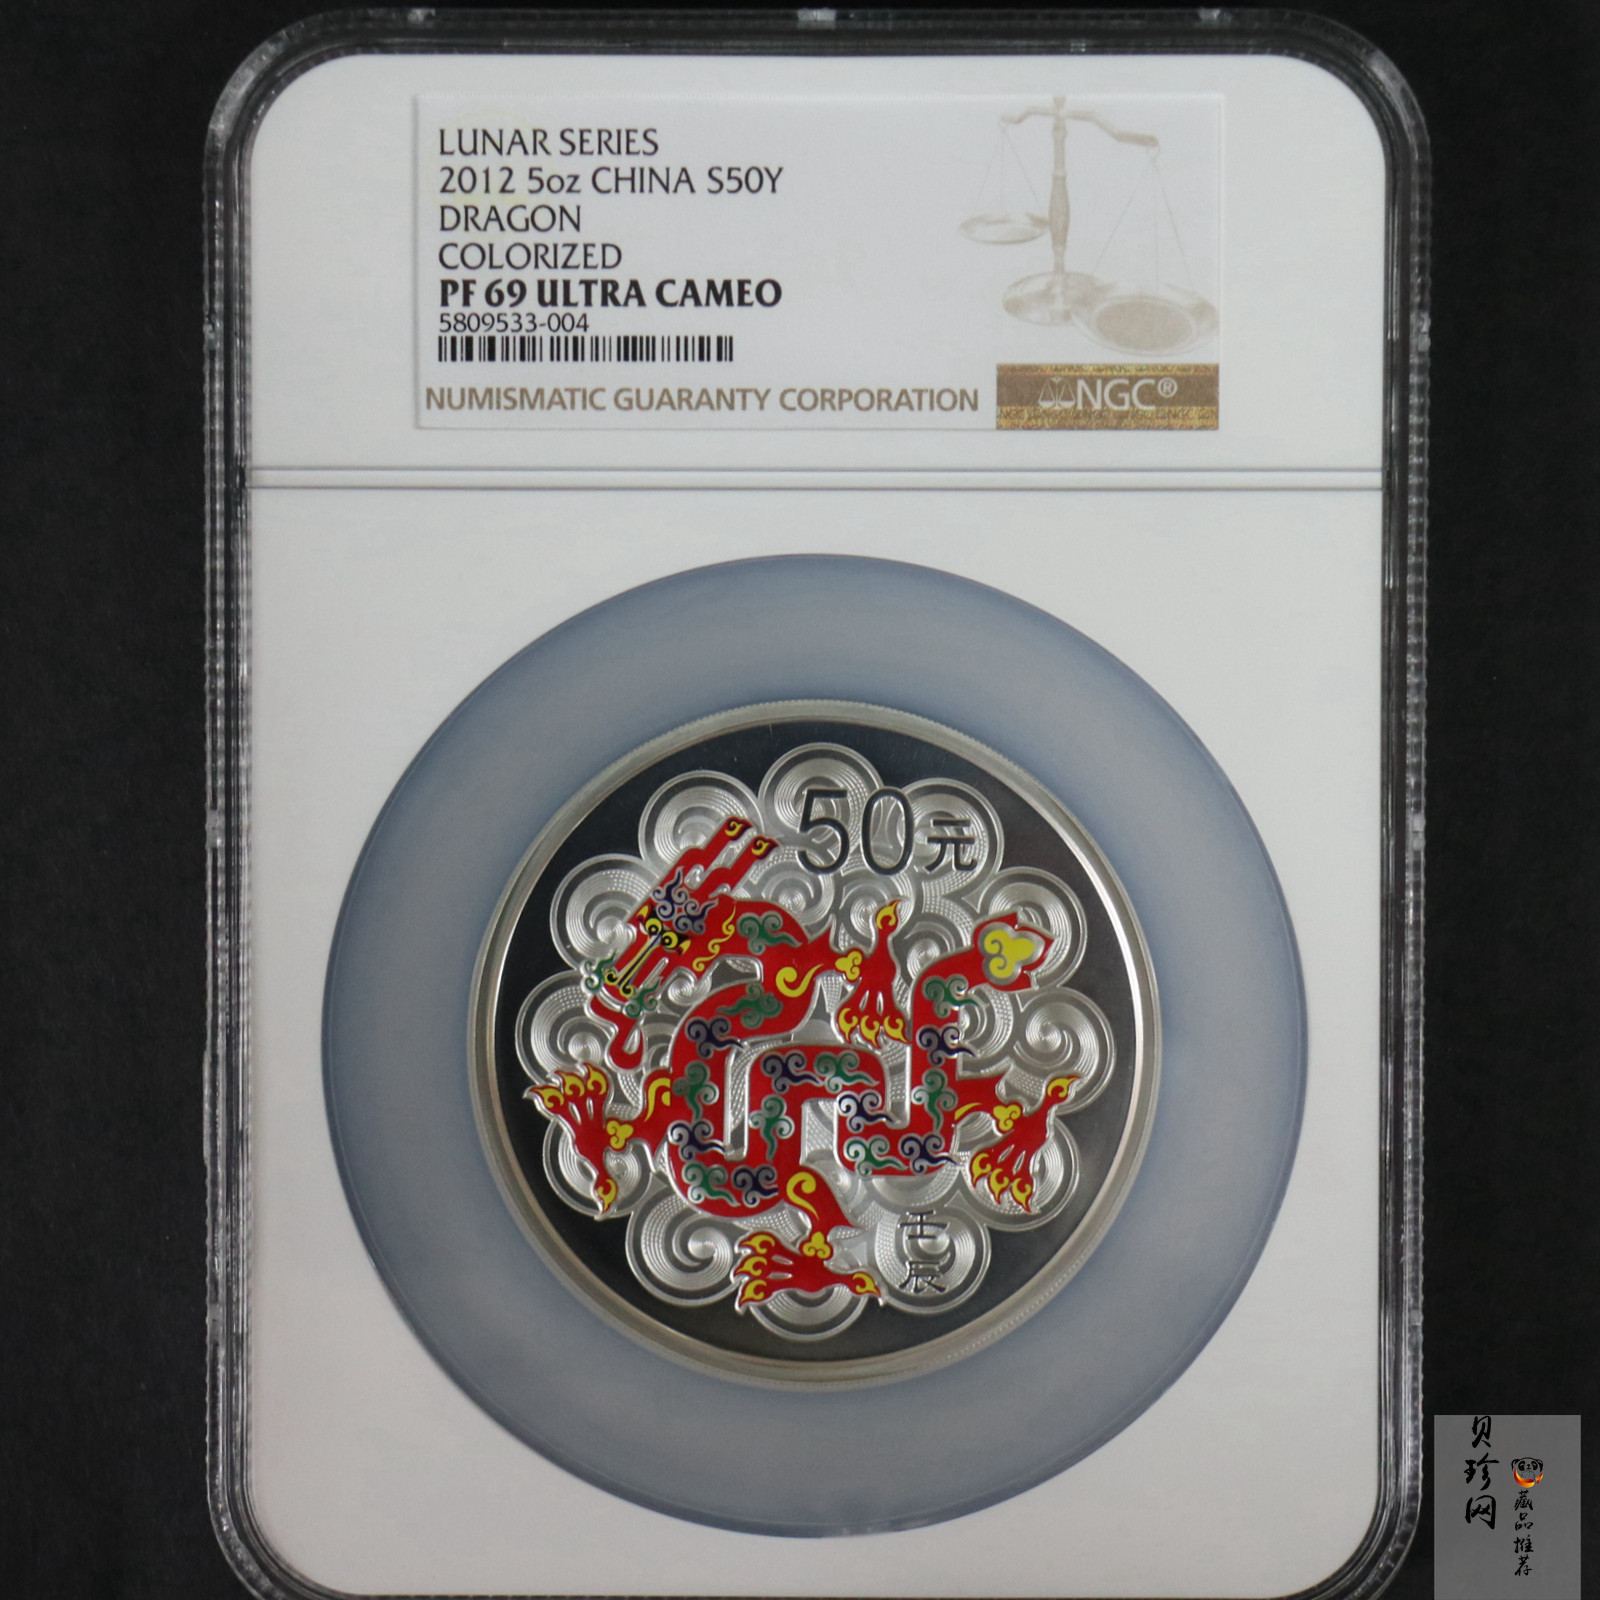 LUNAR SERIES
2012 5oz CHINA S50Y
DRAGON
COLORIZED
PF 69 ULTRA CAMEO
5809533-004
NUMISMATIC GUARANTY CORPORATION
NGC®
50元
壬辰
贝珍网
藏品推荐